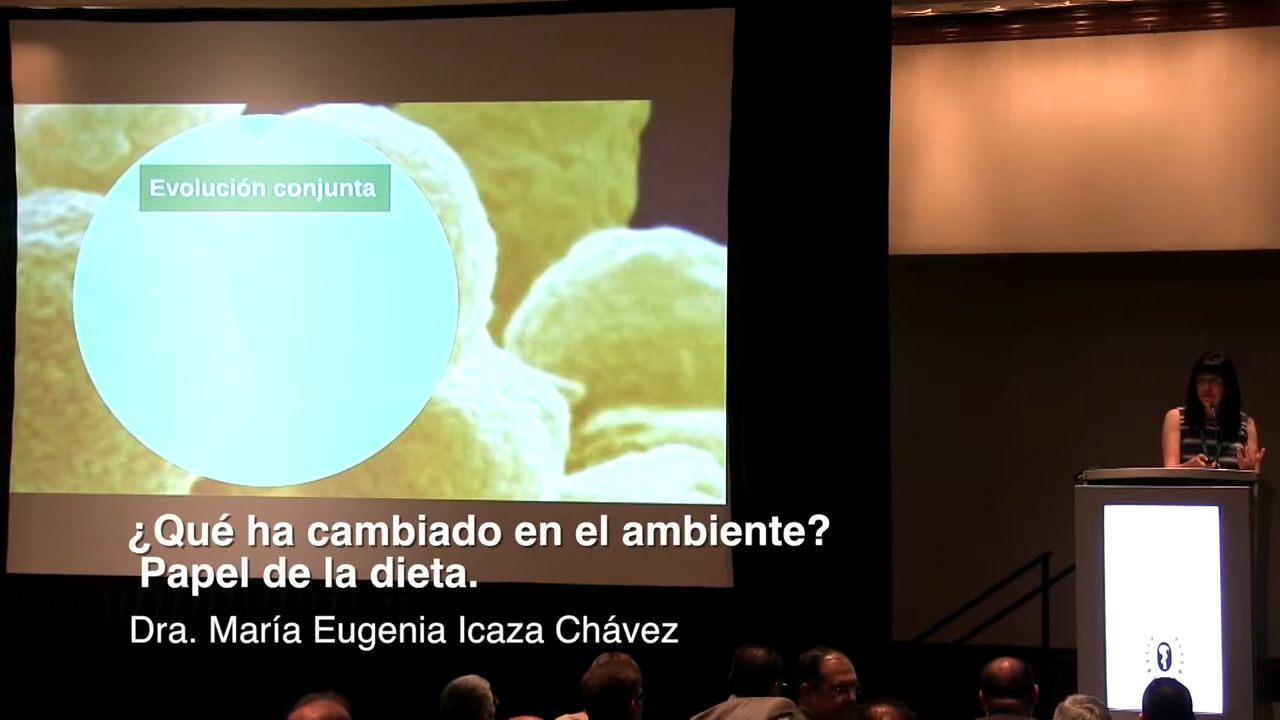 Evolución conjunta
¿Qué ha cambiado en el ambiente?
Papel de la dieta.
Dra. María Eugenia Icaza Chávez